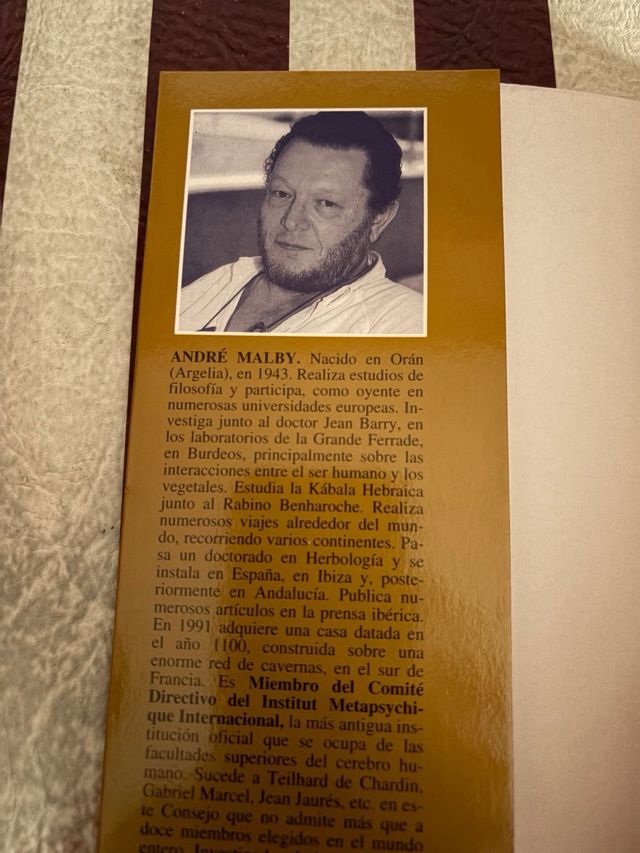 ANDRÉ MALBY. Nacido en Orán
(Argelia), en 1943. Realiza estudios de
filosofía y participa, como oyente en
numerosas universidades europeas. In-
vestiga junto al doctor Jean Barry, en
los laboratorios de la Grande Ferrade,
en Burdeos, principalmente sobre las
interacciones entre el ser humano y los
vegetales. Estudia la Kábala Hebraica
junto al Rabino Benharoche. Realiza
numerosos viajes alrededor del mun-
do, recorriendo varios continentes. Pa-
sa un doctorado en Herbología y se
instala en España, en Ibiza y, poste-
riormente en Andalucía. Publica nu-
merosos artículos en la prensa ibérica.
En 1991 adquiere una casa datada en
el año 1100, construida sobre una
enorme red de cavernas, en el sur de
Francia. Es Miembro del Comité
Directivo del Institut Metapsychi-
que Internacional, la más antigua ins-
titución oficial que se ocupa de las
facultades superiores del cerebro hu-
mano. Sucede a Teilhard de Chardin,
Gabriel Marcel, Jean Jaurés, etc. en es-
te Consejo que no admite más que a
doce miembros elegidos en el mundo
entero.